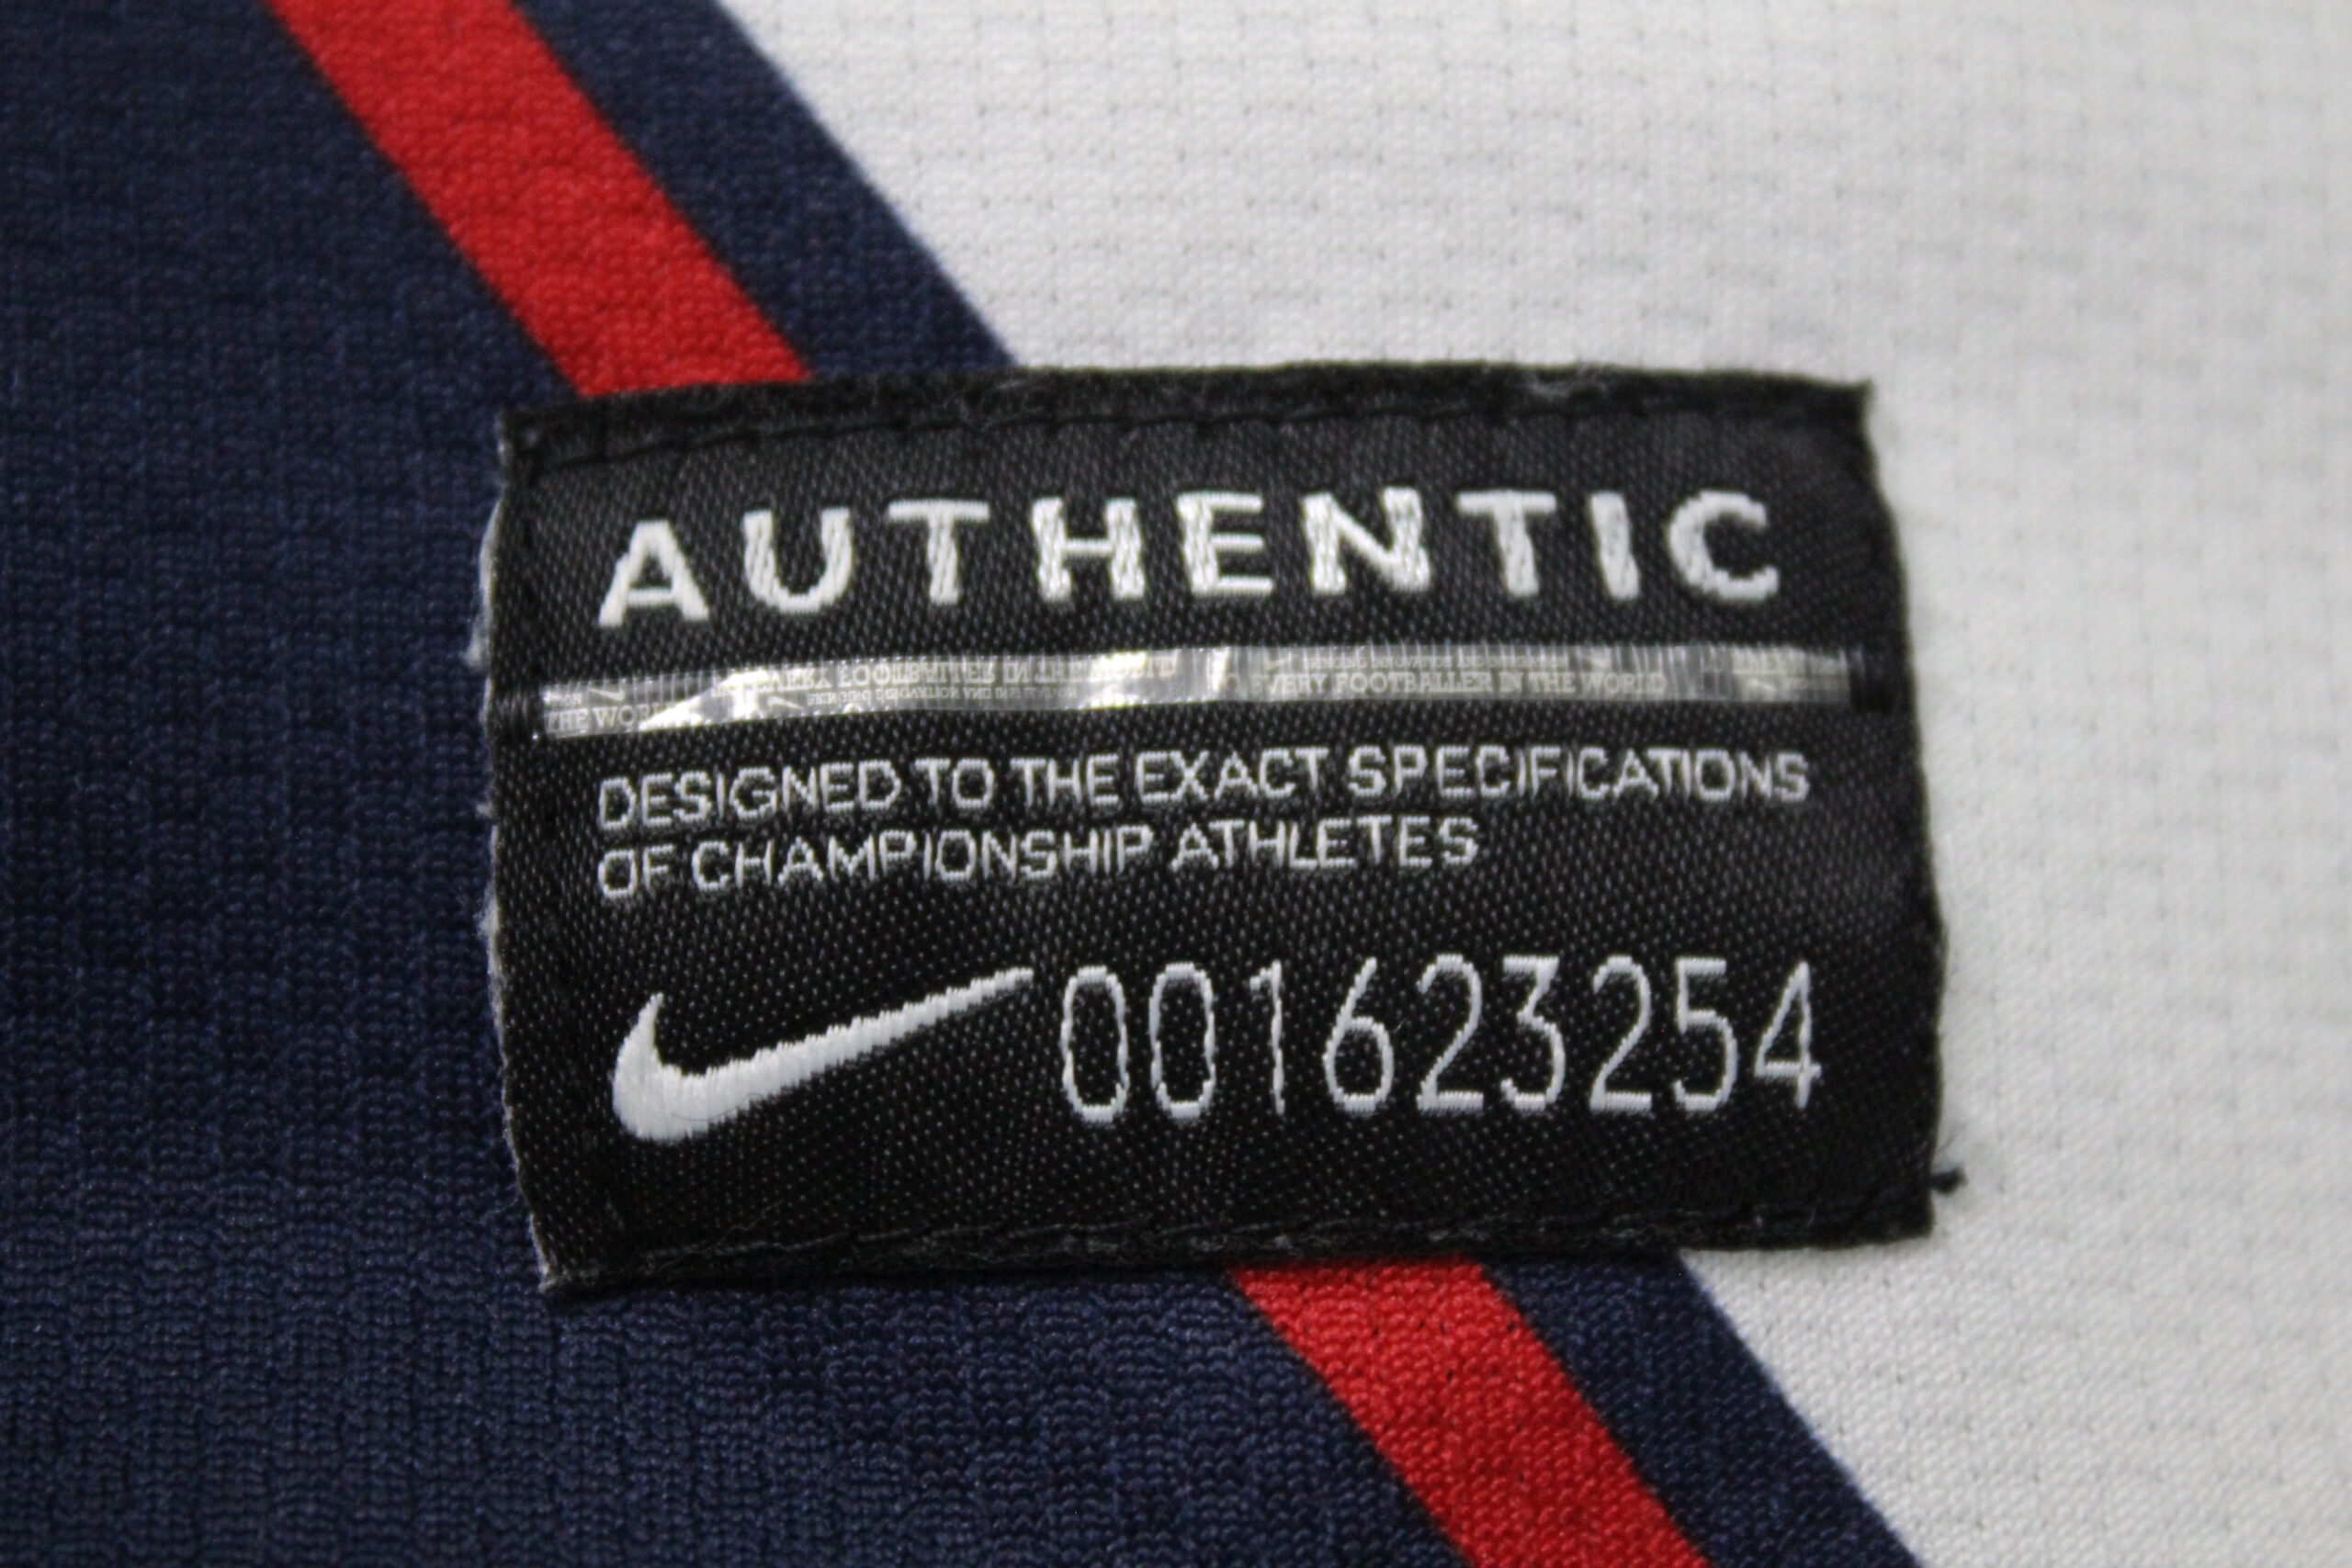 AUTHENTIC
EVERY FOOTBALLER IN THE WORLD
DESIGNED TO THE EXACT SPECIFICATIONS
OF CHAMPIONSHIP ATHLETES
001623254